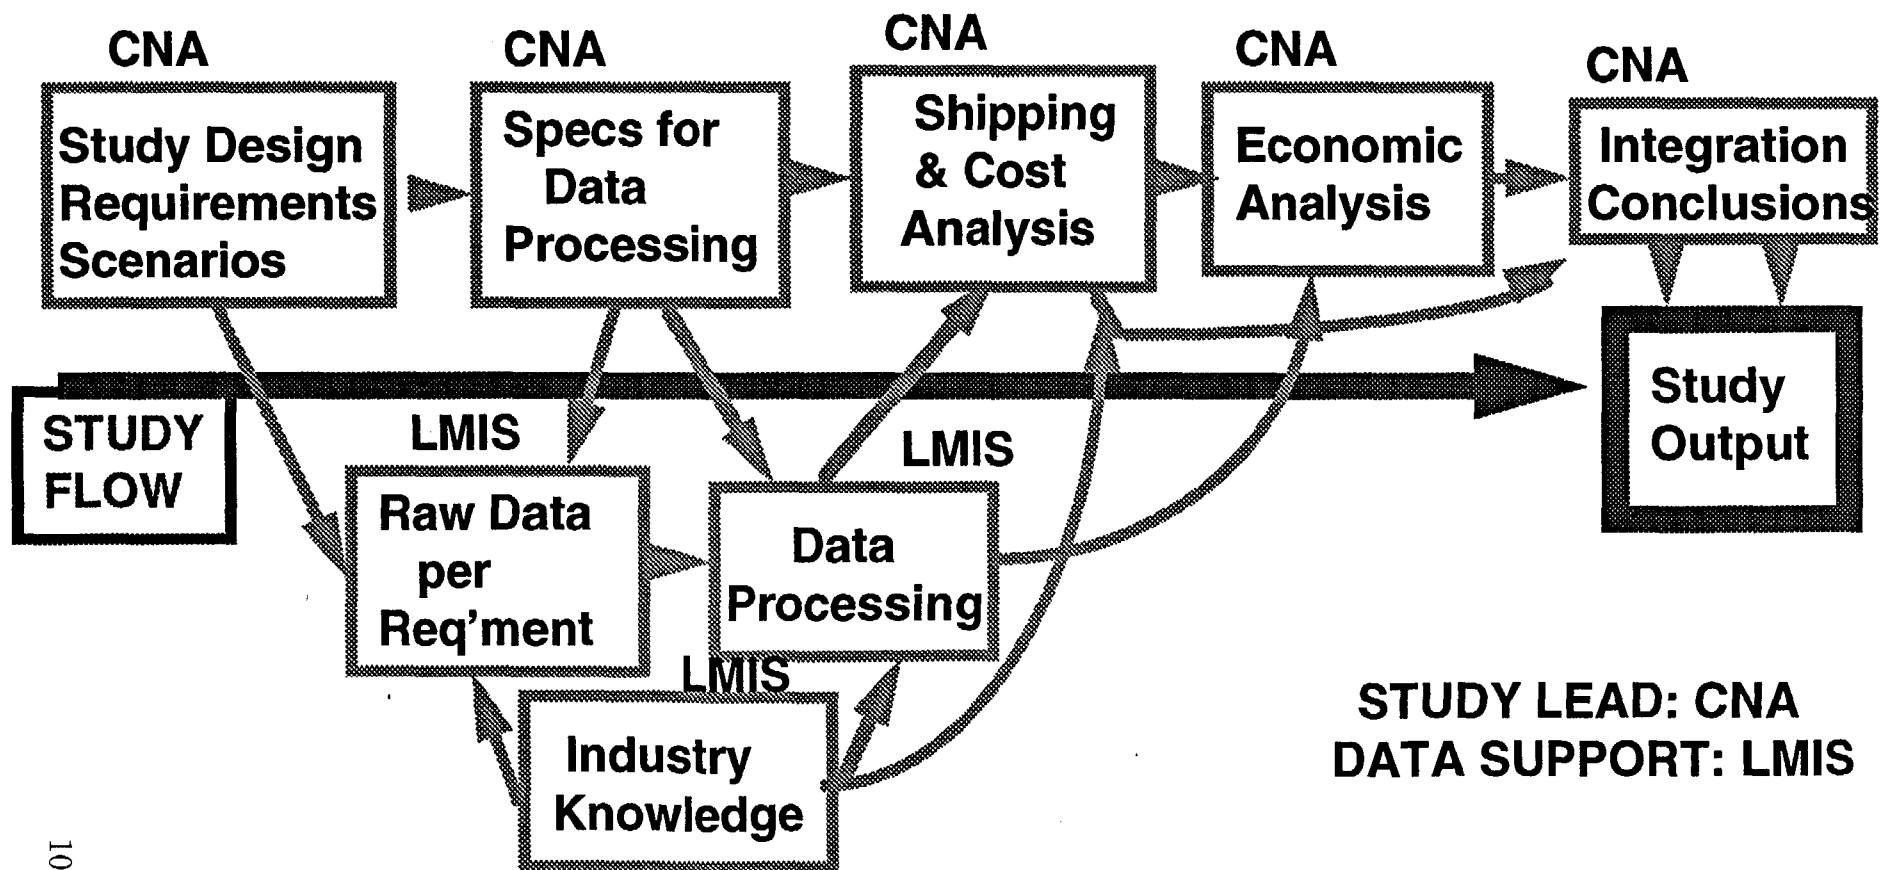 CNA
Study Design
Requirements
Scenarios
CNA
Specs for
Data
Processing
CNA
Shipping
& Cost
Analysis
CNA
Economic
Analysis
CNA
Integration
Conclusions
STUDY
FLOW
Study
Output
LMIS
Raw Data
per
Req'ment
LMIS
Data
Processing
LMIS
Industry
Knowledge
STUDY LEAD: CNA
DATA SUPPORT: LMIS
10